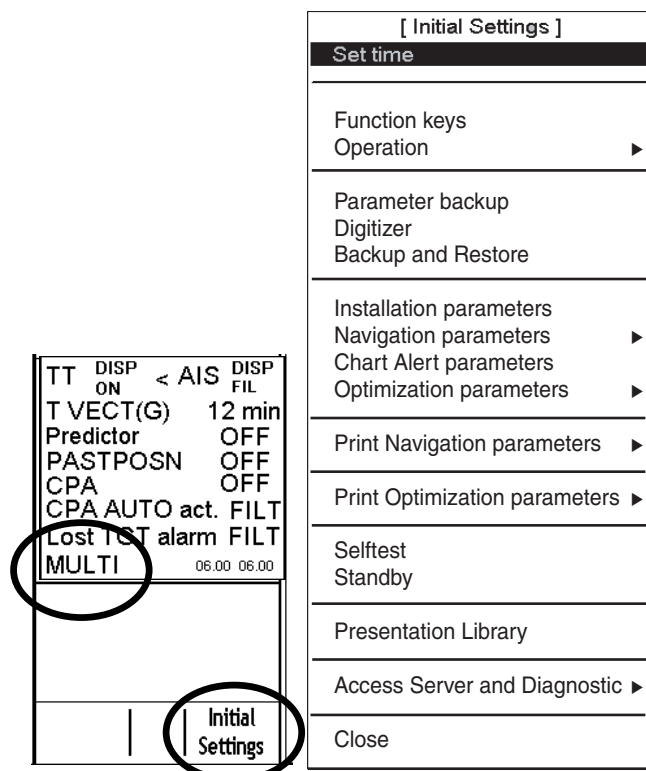 [ Initial Settings ]
Set time
Function keys
Operation ▶
Parameter backup
Digitizer
Backup and Restore
Installation parameters
Navigation parameters ▶
Chart Alert parameters
Optimization parameters ▶
Print Navigation parameters ▶
Print Optimization parameters ▶
Selftest
Standby
Presentation Library
Access Server and Diagnostic ▶
Close
TT DISP ON < AIS DISP FIL
T VECT(G) 12 min
Predictor OFF
PASTPOSN OFF
CPA OFF
CPA AUTO act. FILT
Lost TGT alarm FILT
MULTI 06.00 06.00
Initial
Settings